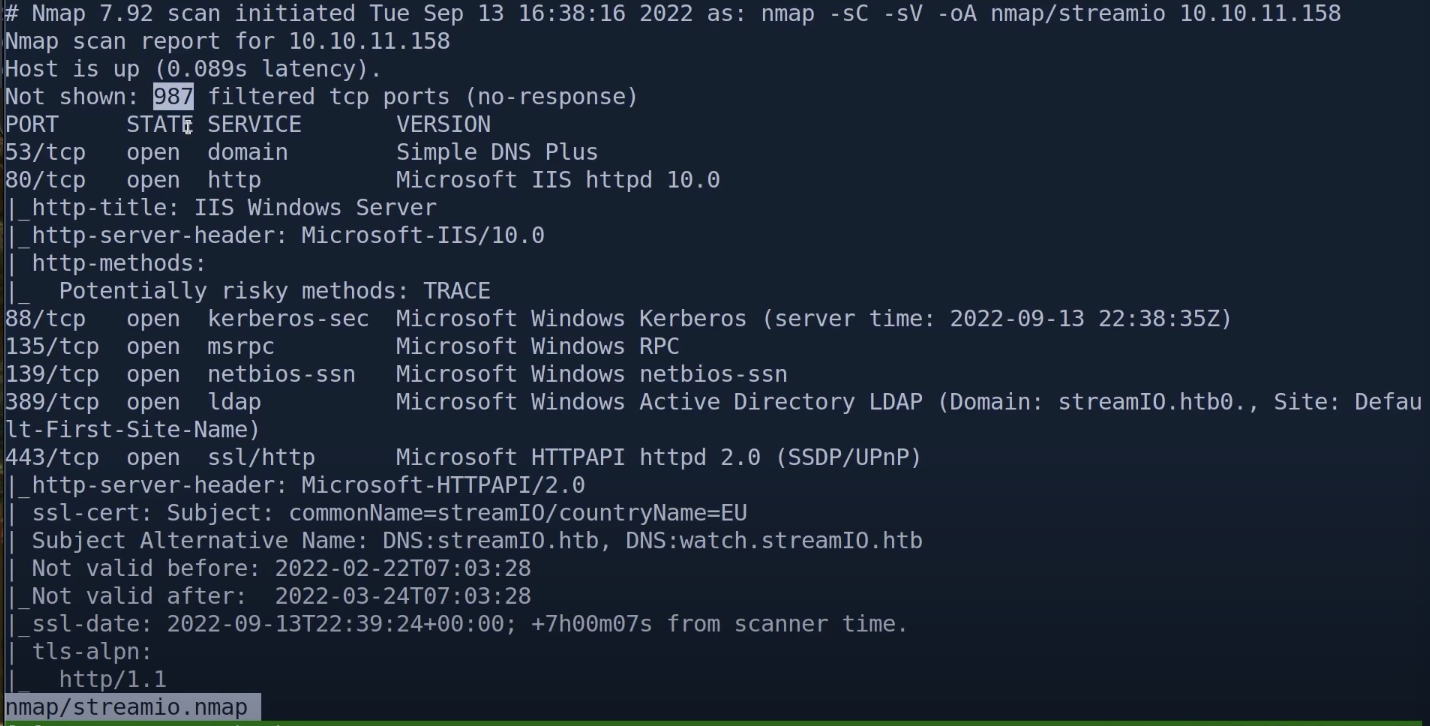 # Nmap 7.92 scan initiated Tue Sep 13 16:38:16 2022 as: nmap -sC -sV -oA nmap/streamio 10.10.11.158
Nmap scan report for 10.10.11.158
Host is up (0.089s latency).
Not shown: 987 filtered tcp ports (no-response)
PORT    STATE SERVICE       VERSION
53/tcp  open  domain        Simple DNS Plus
80/tcp  open  http          Microsoft IIS httpd 10.0
|_http-title: IIS Windows Server
|_http-server-header: Microsoft-IIS/10.0
| http-methods:
|_  Potentially risky methods: TRACE
88/tcp  open  kerberos-sec  Microsoft Windows Kerberos (server time: 2022-09-13 22:38:35Z)
135/tcp open  msrpc         Microsoft Windows RPC
139/tcp open  netbios-ssn   Microsoft Windows netbios-ssn
389/tcp open  ldap          Microsoft Windows Active Directory LDAP (Domain: streamIO.htb0., Site: Defau
lt-First-Site-Name)
443/tcp open  ssl/http      Microsoft HTTPAPI httpd 2.0 (SSDP/UPnP)
|_http-server-header: Microsoft-HTTPAPI/2.0
| ssl-cert: Subject: commonName=streamIO/countryName=EU
| Subject Alternative Name: DNS:streamIO.htb, DNS:watch.streamIO.htb
| Not valid before: 2022-02-22T07:03:28
|_Not valid after:  2022-03-24T07:03:28
|_ssl-date: 2022-09-13T22:39:24+00:00; +7h00m07s from scanner time.
| tls-alpn:
|_  http/1.1
nmap/streamio.nmap